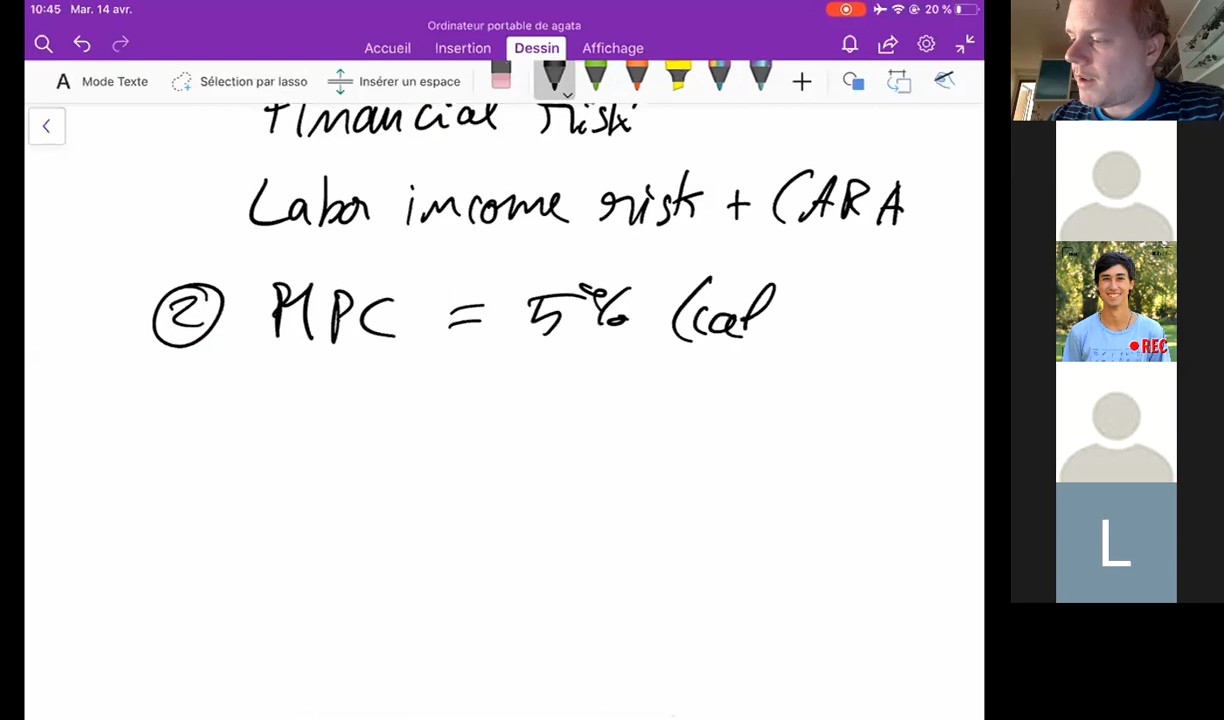 10:45 Mar. 14 avr. 20 %
Ordinateur portable de agata
Accueil Insertion Dessin Affichage
A Mode Texte Sélection par lasso Insérer un espace
Financial risk
Labor income risk + CARA
② MPC = 5% (cal
REC
L